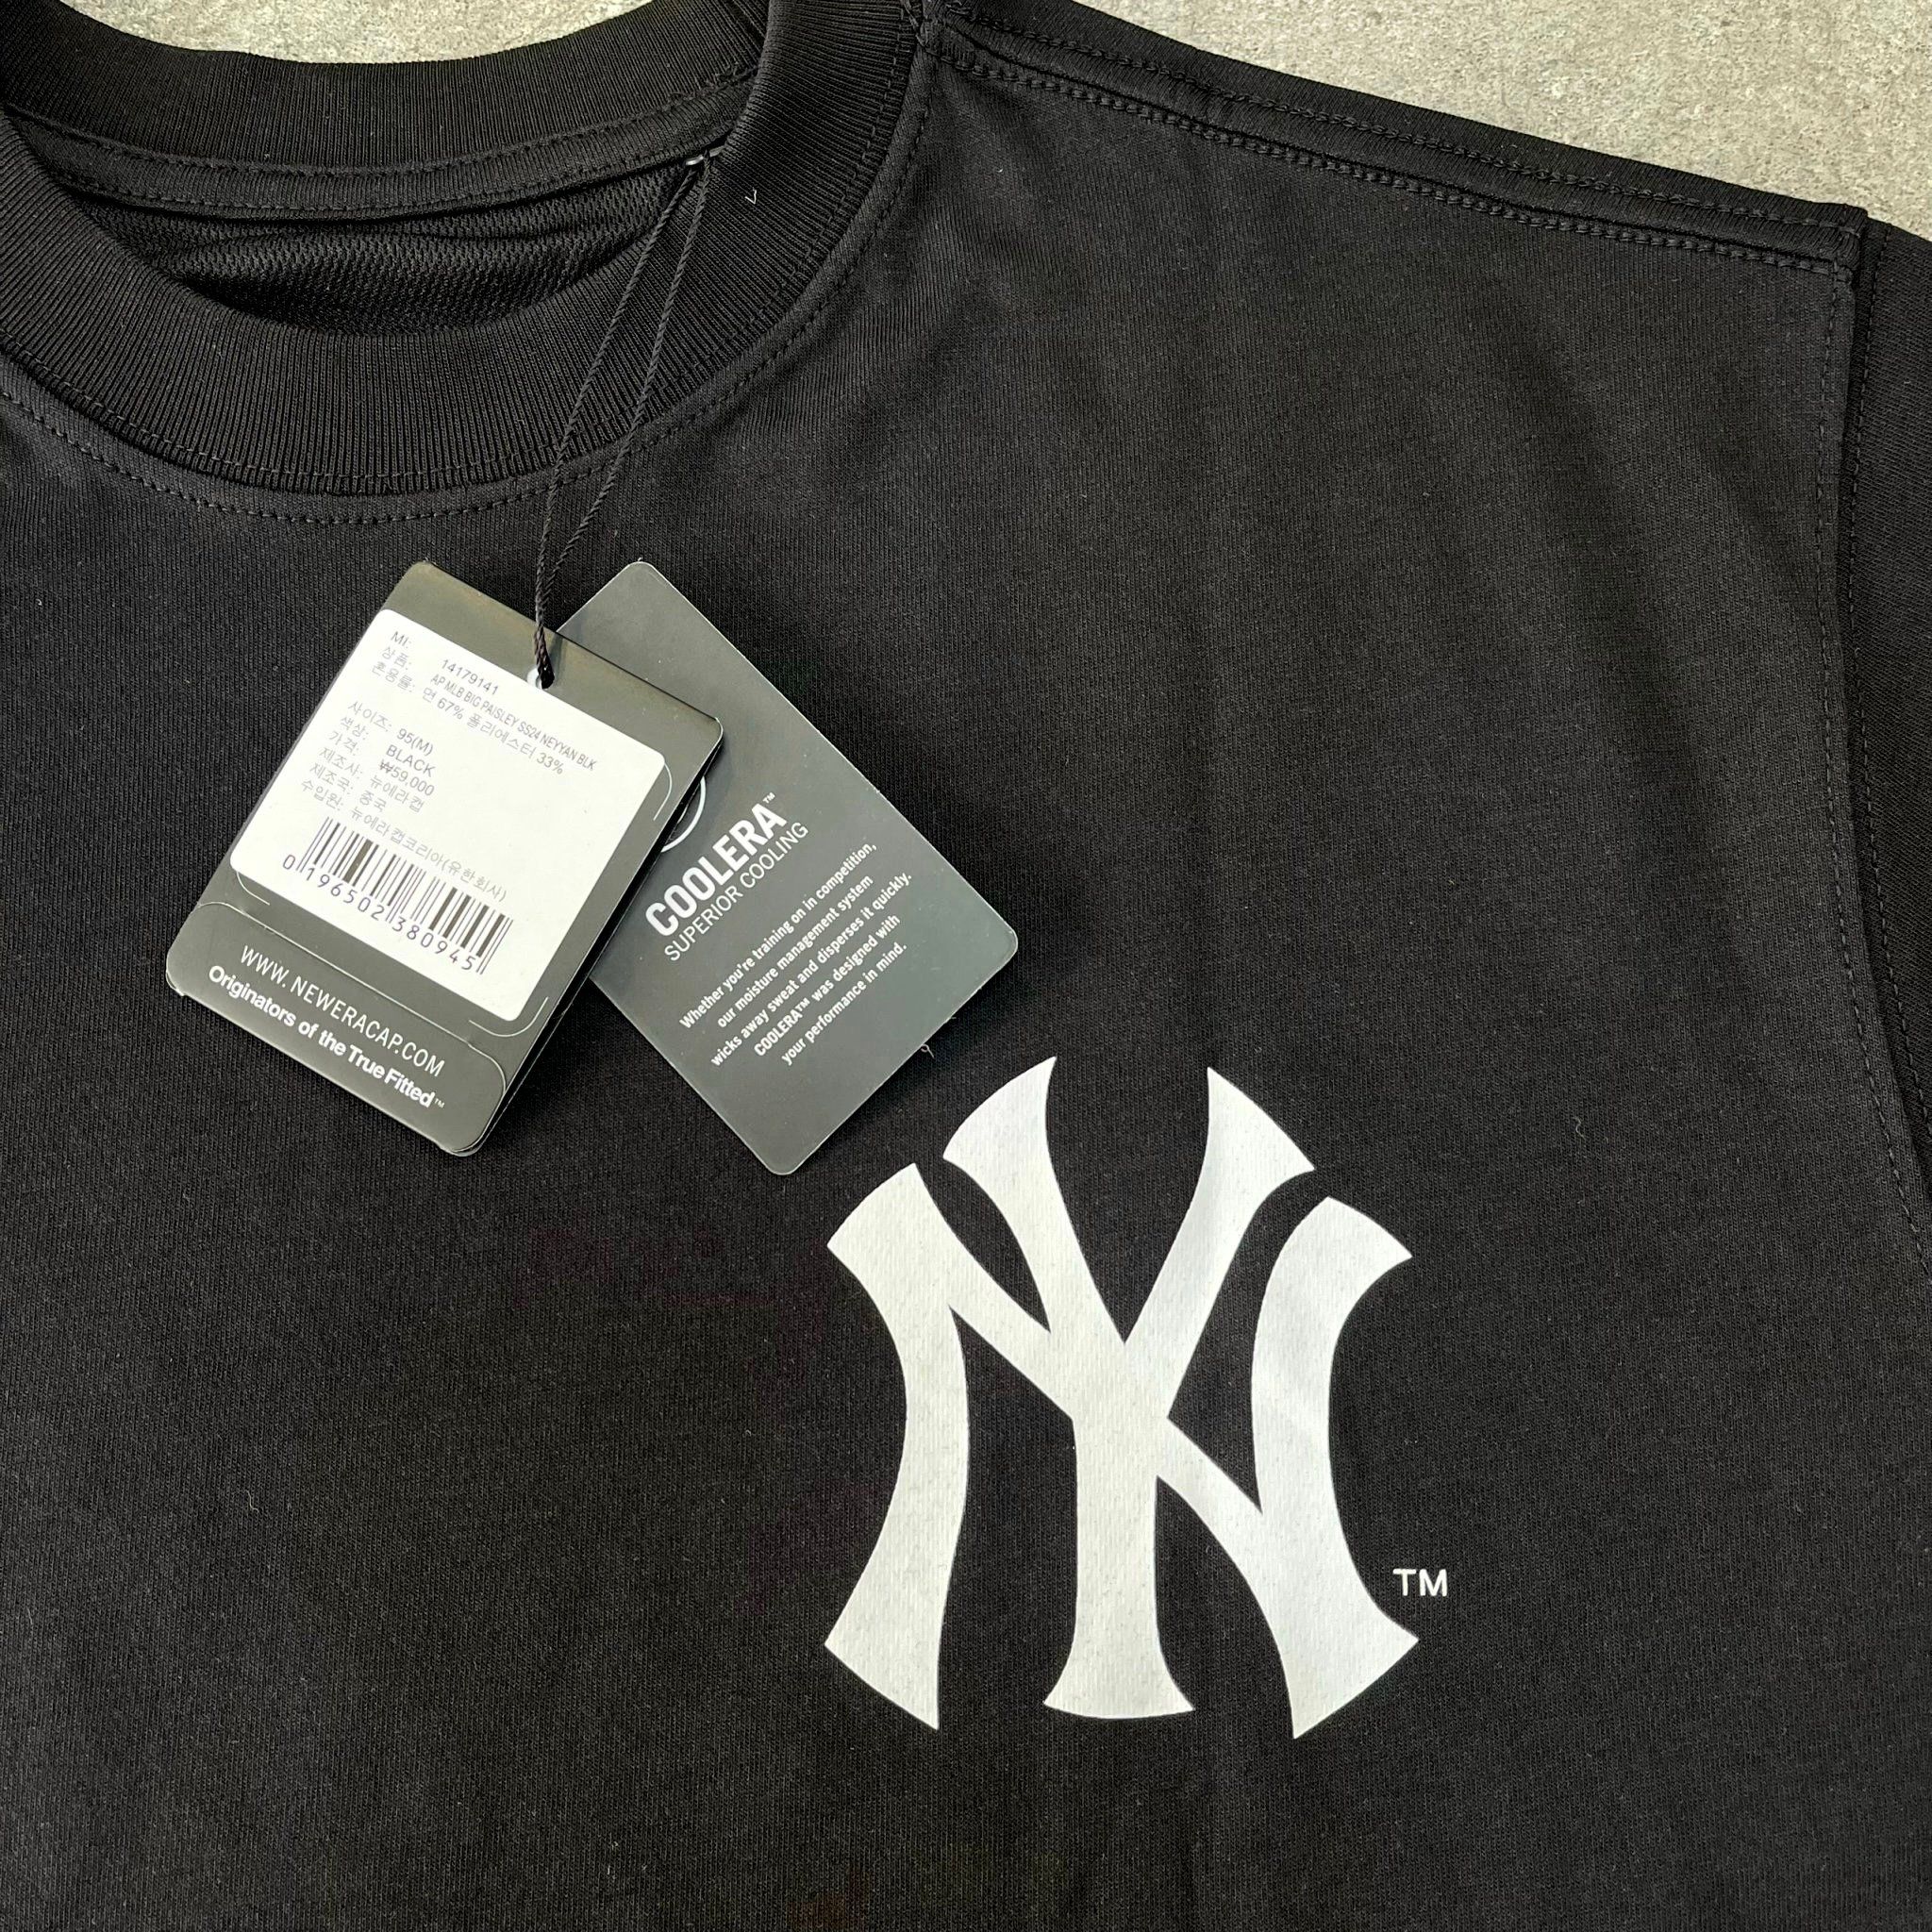 MI: 14179141
상품: AP MLB BIG PAISLEY SS24 NEYYAN BLK
혼용률: 면 67% 폴리에스터 33%
사이즈: 95(M)
색상: BLACK
가격: ₩59,000
제조사: 뉴에라캡
제조국: 중국
수입원: 뉴에라캡코리아(유한회사)
0 196502 380945
WWW.NEWERACAP.COM
Originators of the True Fitted™
COOLERA™
SUPERIOR COOLING
Whether you're training on in competition,
our moisture management system
wicks away sweat and disperses it quickly.
COOLERA™ was designed with
your performance in mind.
NY
TM